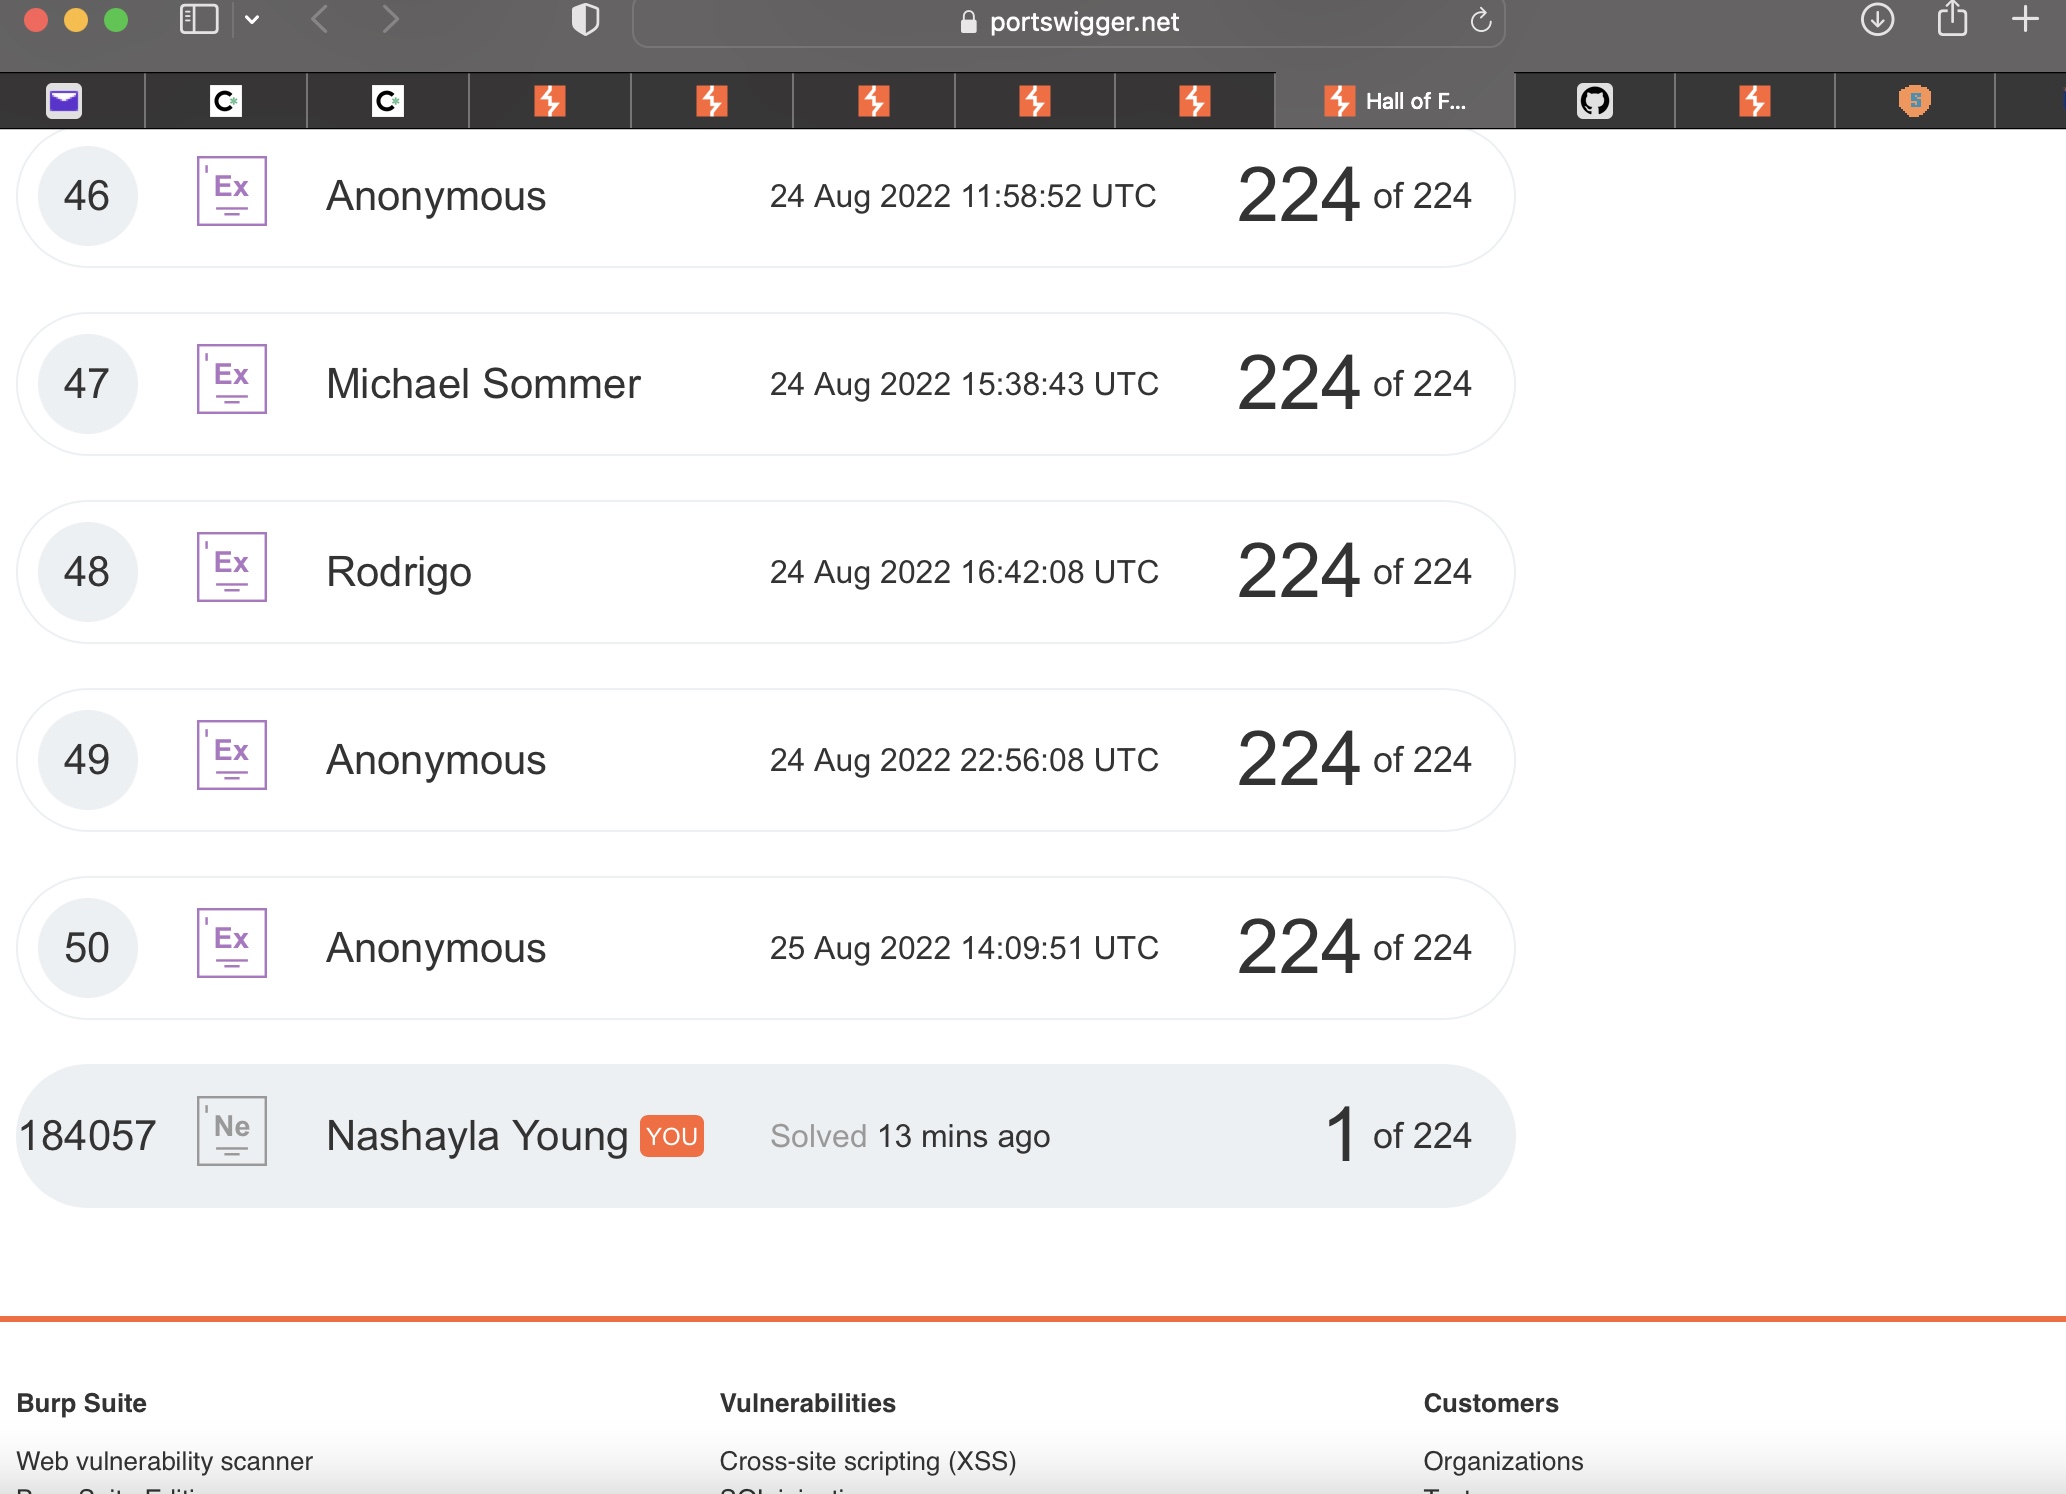 portswigger.net
Hall of F...
46 Ex Anonymous 24 Aug 2022 11:58:52 UTC 224 of 224
47 Ex Michael Sommer 24 Aug 2022 15:38:43 UTC 224 of 224
48 Ex Rodrigo 24 Aug 2022 16:42:08 UTC 224 of 224
49 Ex Anonymous 24 Aug 2022 22:56:08 UTC 224 of 224
50 Ex Anonymous 25 Aug 2022 14:09:51 UTC 224 of 224
184057 Ne Nashayla Young YOU Solved 13 mins ago 1 of 224
Burp Suite Vulnerabilities Customers
Web vulnerability scanner Cross-site scripting (XSS) Organizations